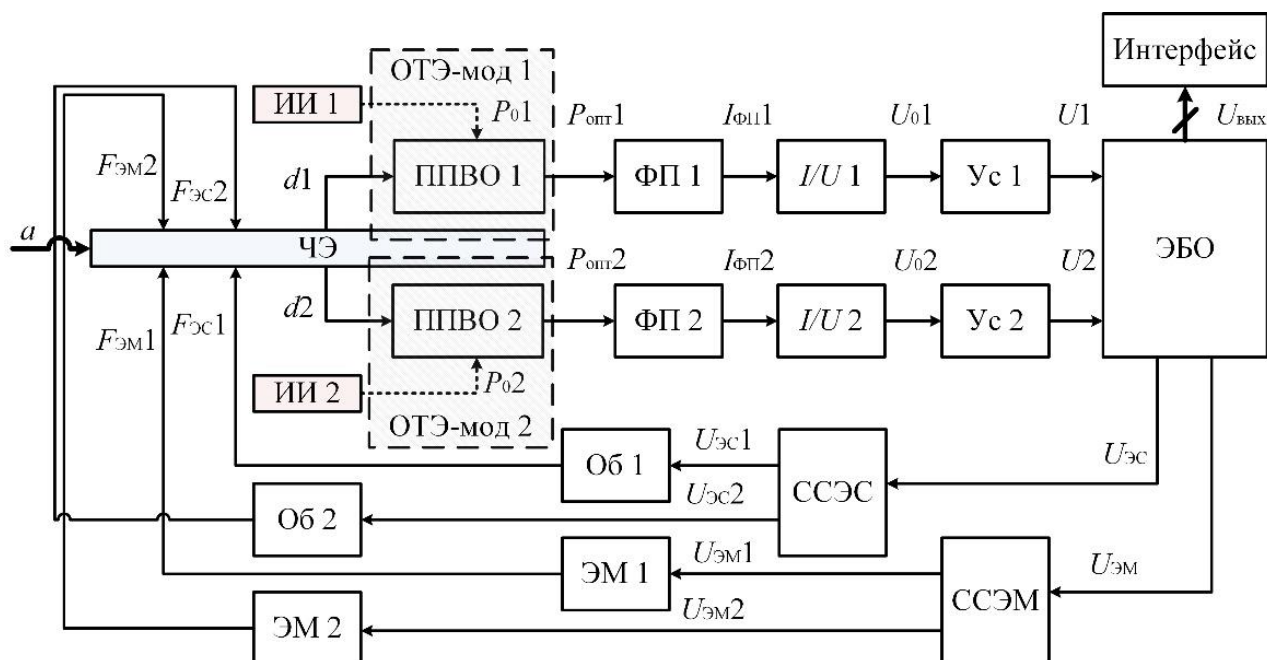 Интерфейс
ОТЭ-мод 1
ИИ 1
P₀1
Pопт1
IФП1
U₀1
U1
Uвых
FЭМ2
FЭС2
d1
ППВО 1
ФП 1
I/U 1
Ус 1
a
ЧЭ
ЭБО
Pопт2
IФП2
U₀2
U2
FЭМ1
FЭС1
d2
ППВО 2
ФП 2
I/U 2
Ус 2
ИИ 2
P₀2
ОТЭ-мод 2
Об 1
UЭС1
UЭС
ССЭС
UЭС2
Об 2
ЭМ 1
UЭМ1
UЭМ
ССЭМ
UЭМ2
ЭМ 2